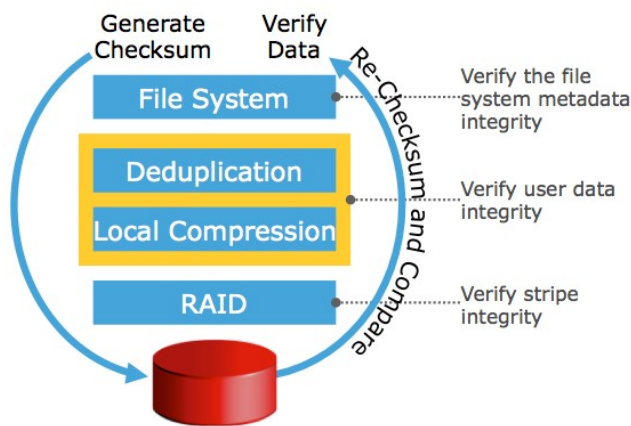 Generate
Checksum
Verify
Data
Re-Checksum and Compare
File System
Verify the file
system metadata
integrity
Deduplication
Local Compression
Verify user data
integrity
RAID
Verify stripe
integrity